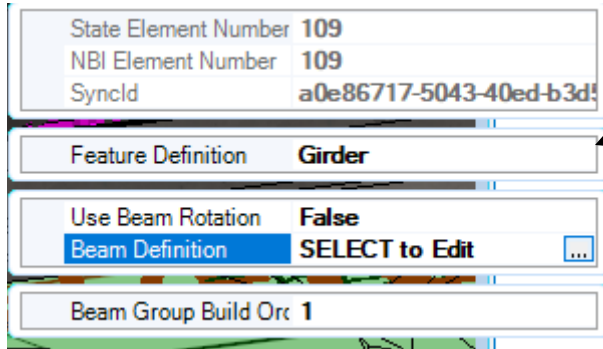 State Element Number 109
NBI Element Number 109
SyncId a0e86717-5043-40ed-b3d
Feature Definition Girder
Use Beam Rotation False
Beam Definition SELECT to Edit ...
Beam Group Build Orc 1